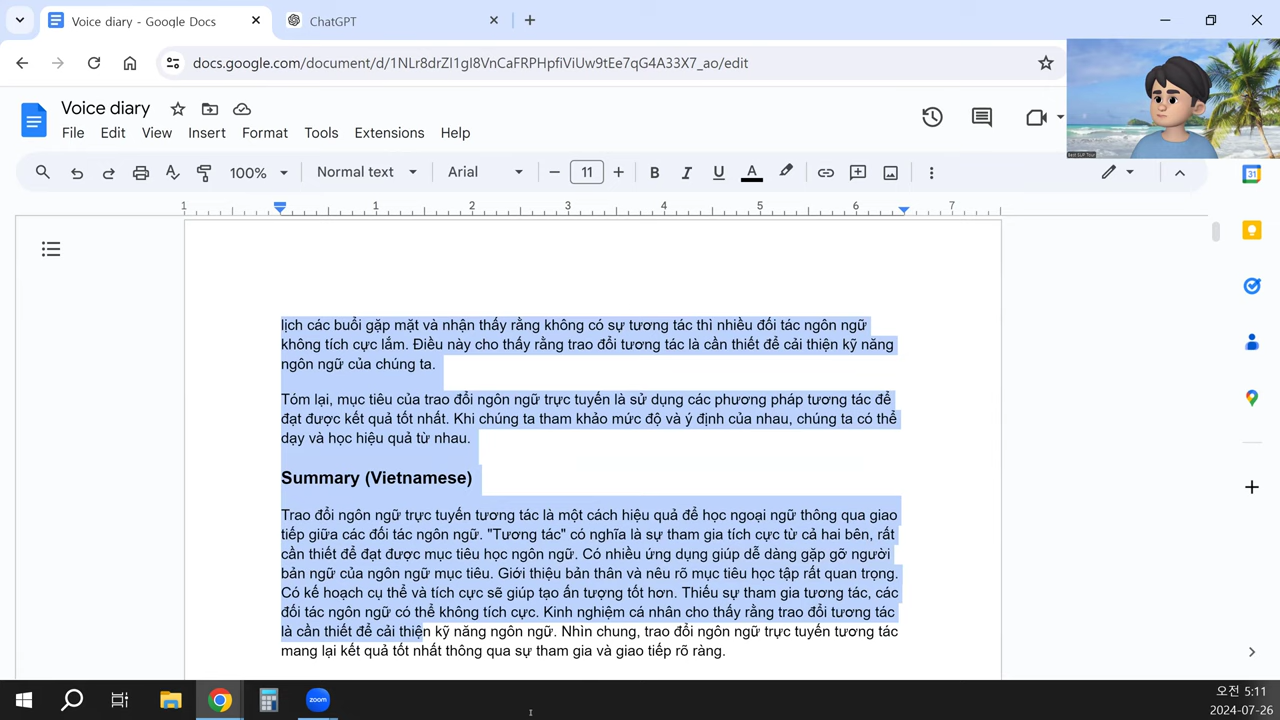 Voice diary - Google Docs
ChatGPT
docs.google.com/document/d/1NLr8drZI1gI8VnCaFRPHpfiViUw9tEe7qG4A33X7_ao/edit
Voice diary
File Edit View Insert Format Tools Extensions Help
100% Normal text Arial 11 B I U A
1 1 2 3 4 5 6 7
31
lịch các buổi gặp mặt và nhận thấy rằng không có sự tương tác thì nhiều đối tác ngôn ngữ
không tích cực lắm. Điều này cho thấy rằng trao đổi tương tác là cần thiết để cải thiện kỹ năng
ngôn ngữ của chúng ta.
Tóm lại, mục tiêu của trao đổi ngôn ngữ trực tuyến là sử dụng các phương pháp tương tác để
đạt được kết quả tốt nhất. Khi chúng ta tham khảo mức độ và ý định của nhau, chúng ta có thể
dạy và học hiệu quả từ nhau.
Summary (Vietnamese)
Trao đổi ngôn ngữ trực tuyến tương tác là một cách hiệu quả để học ngoại ngữ thông qua giao
tiếp giữa các đối tác ngôn ngữ. "Tương tác" có nghĩa là sự tham gia tích cực từ cả hai bên, rất
cần thiết để đạt được mục tiêu học ngôn ngữ. Có nhiều ứng dụng giúp dễ dàng gặp gỡ người
bản ngữ của ngôn ngữ mục tiêu. Giới thiệu bản thân và nêu rõ mục tiêu học tập rất quan trọng.
Có kế hoạch cụ thể và tích cực sẽ giúp tạo ấn tượng tốt hơn. Thiếu sự tham gia tương tác, các
đối tác ngôn ngữ có thể không tích cực. Kinh nghiệm cá nhân cho thấy rằng trao đổi tương tác
là cần thiết để cải thiện kỹ năng ngôn ngữ. Nhìn chung, trao đổi ngôn ngữ trực tuyến tương tác
mang lại kết quả tốt nhất thông qua sự tham gia và giao tiếp rõ ràng.
zoom
오전 5:11
2024-07-26